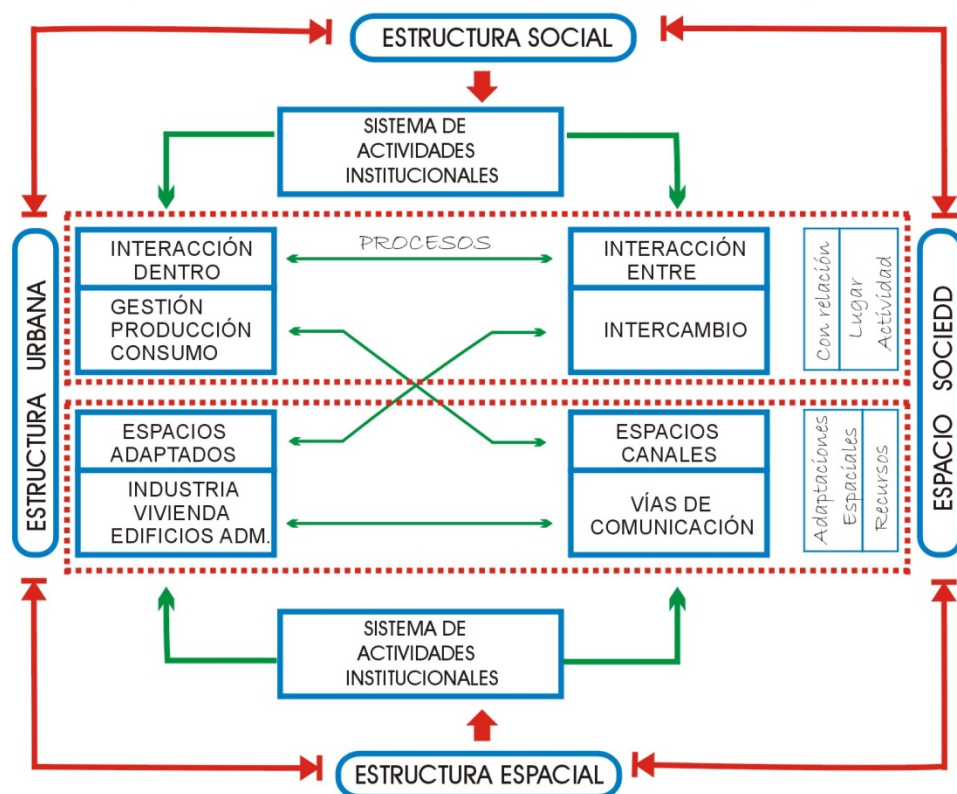 ESTRUCTURA SOCIAL
SISTEMA DE
ACTIVIDADES
INSTITUCIONALES
ESTRUCTURA URBANA
INTERACCIÓN
DENTRO
GESTIÓN
PRODUCCIÓN
CONSUMO
PROCESOS
INTERACCIÓN
ENTRE
INTERCAMBIO
Con relación
Lugar
Actividad
ESPACIO SOCIEDD
ESPACIOS
ADAPTADOS
INDUSTRIA
VIVIENDA
EDIFICIOS ADM.
ESPACIOS
CANALES
VÍAS DE
COMUNICACIÓN
Adaptaciones
Espaciales
Recursos
SISTEMA DE
ACTIVIDADES
INSTITUCIONALES
ESTRUCTURA ESPACIAL